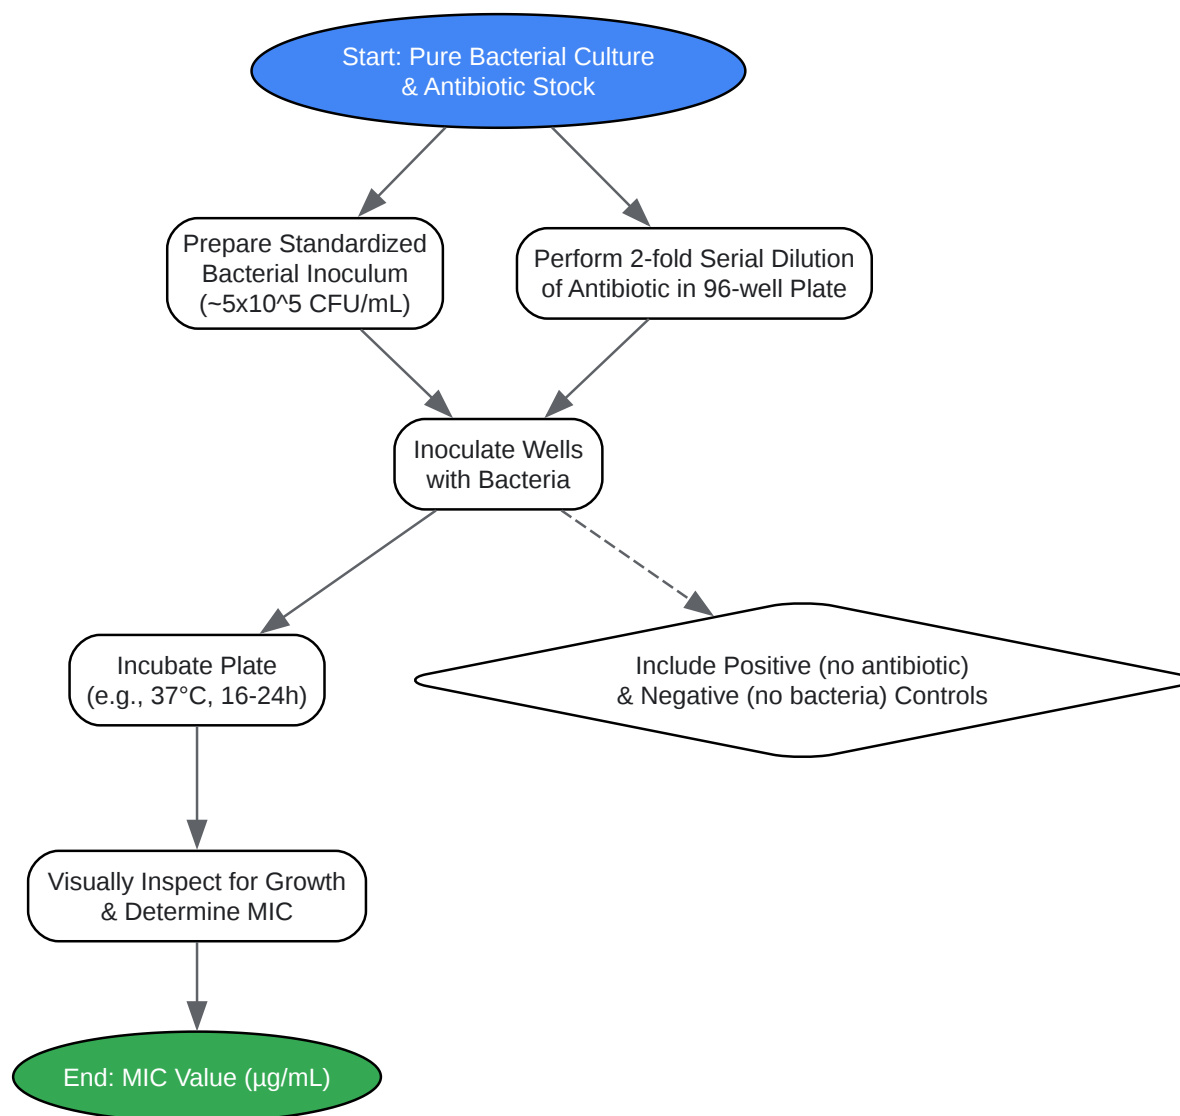 Start: Pure Bacterial Culture
& Antibiotic Stock
Prepare Standardized
Bacterial Inoculum
(~5x10^5 CFU/mL)
Perform 2-fold Serial Dilution
of Antibiotic in 96-well Plate
Inoculate Wells
with Bacteria
Incubate Plate
(e.g., 37°C, 16-24h)
Include Positive (no antibiotic)
& Negative (no bacteria) Controls
Visually Inspect for Growth
& Determine MIC
End: MIC Value (µg/mL)